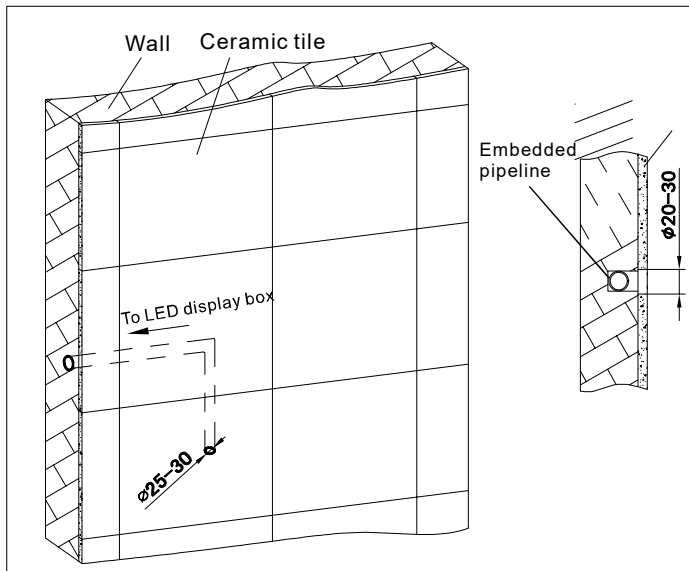 Wall
Ceramic tile
Embedded
pipeline
ø20–30
To LED display box
ø25–30